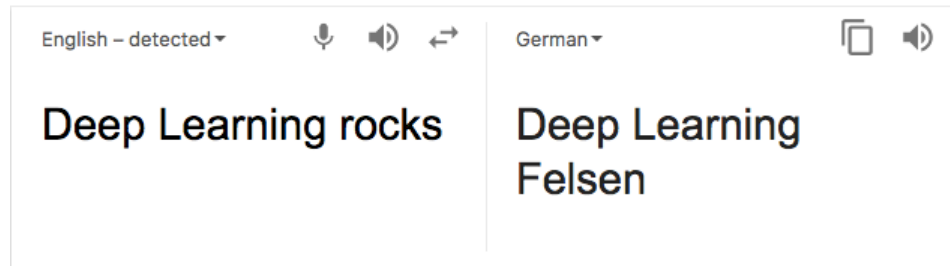 English – detected
German
Deep Learning rocks
Deep Learning
Felsen